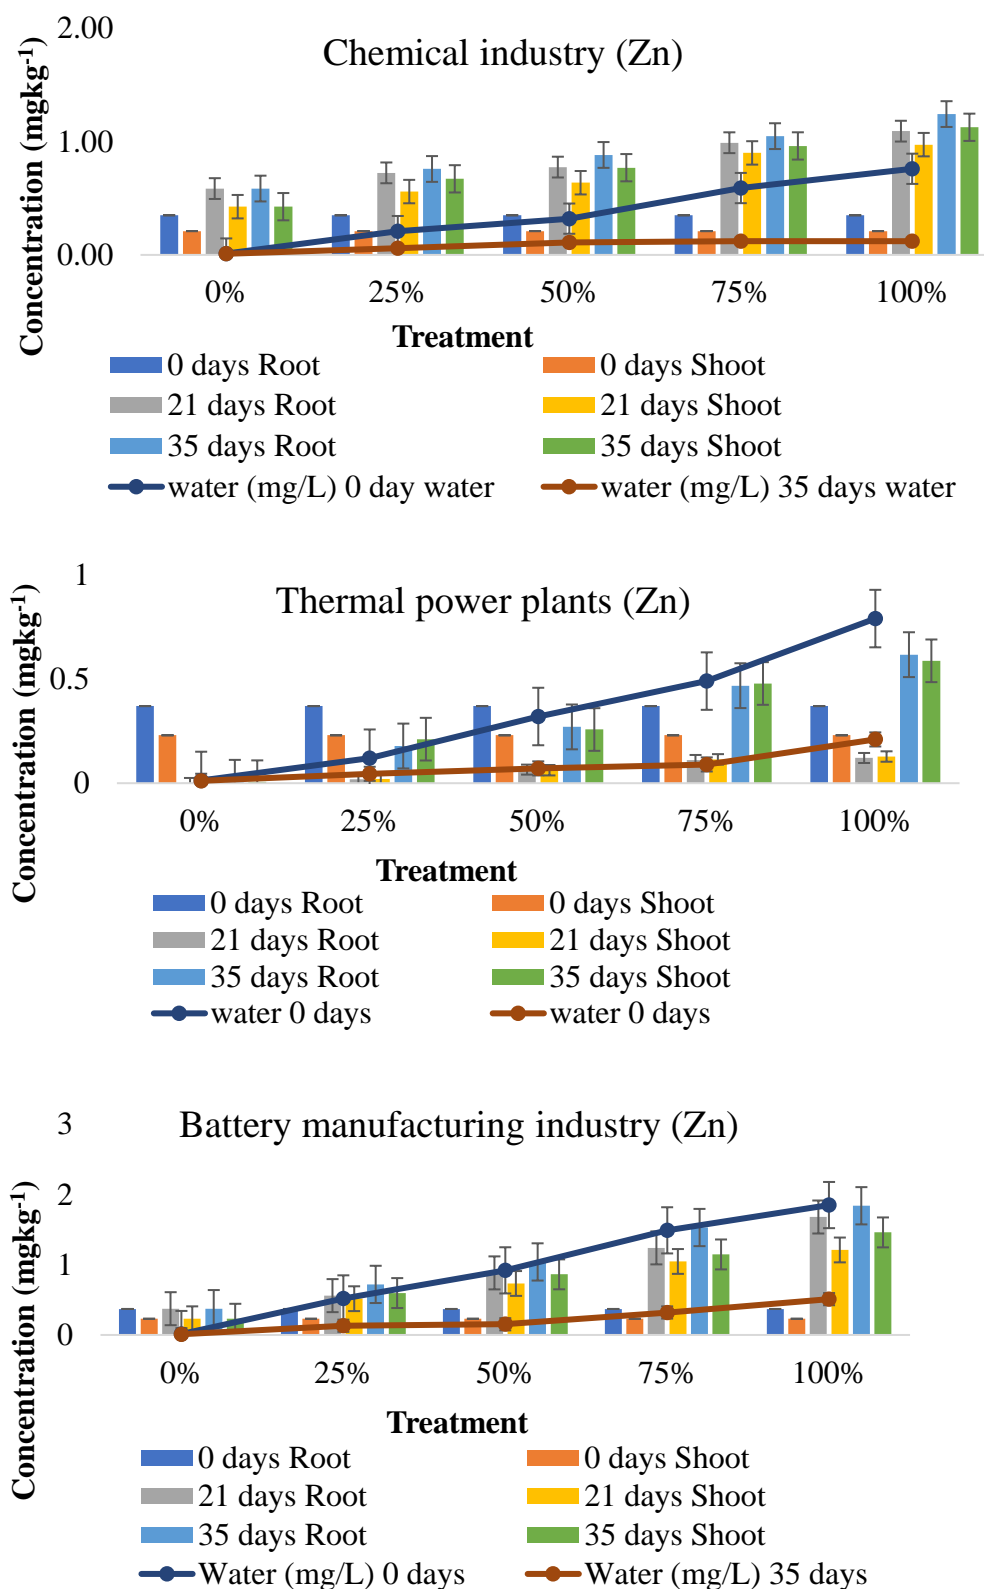 Chemical industry (Zn)
Concentration (mgkg-1)
2.00
1.00
0.00
0% 25% 50% 75% 100%
Treatment
0 days Root 0 days Shoot
21 days Root 21 days Shoot
35 days Root 35 days Shoot
water (mg/L) 0 day water water (mg/L) 35 days water
Thermal power plants (Zn)
Concentration (mgkg-1)
1
0.5
0
0% 25% 50% 75% 100%
Treatment
0 days Root 0 days Shoot
21 days Root 21 days Shoot
35 days Root 35 days Shoot
water 0 days water 0 days
Battery manufacturing industry (Zn)
Concentration (mgkg-1)
3
2
1
0
0% 25% 50% 75% 100%
Treatment
0 days Root 0 days Shoot
21 days Root 21 days Shoot
35 days Root 35 days Shoot
Water (mg/L) 0 days Water (mg/L) 35 days